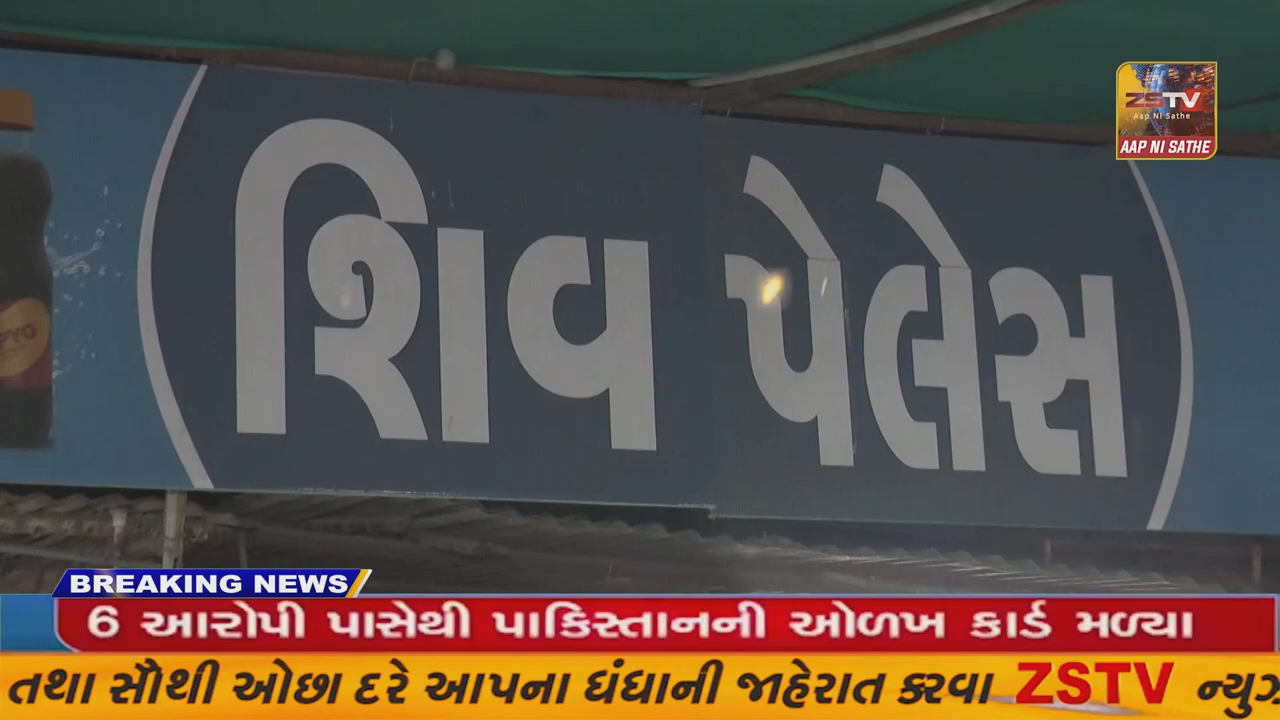 ZSTV
Aap Ni Sathe
AAP NI SATHE
શિવ પેલેસ
BREAKING NEWS
6 આરોપી પાસેથી પાકિસ્તાનની ઓળખ કાર્ડ મળ્યા
તથા સૌથી ઓછા દરે આપના ધંધાની જાહેરાત કરવા ZSTV